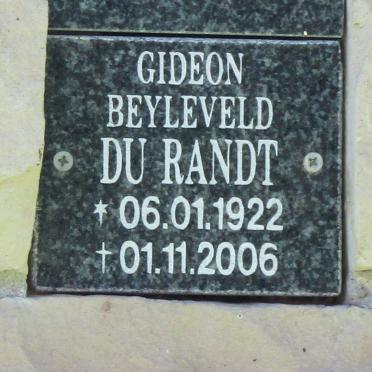 GIDEON
BEYLEVELD
DU RANDT
* 06.01.1922
† 01.11.2006